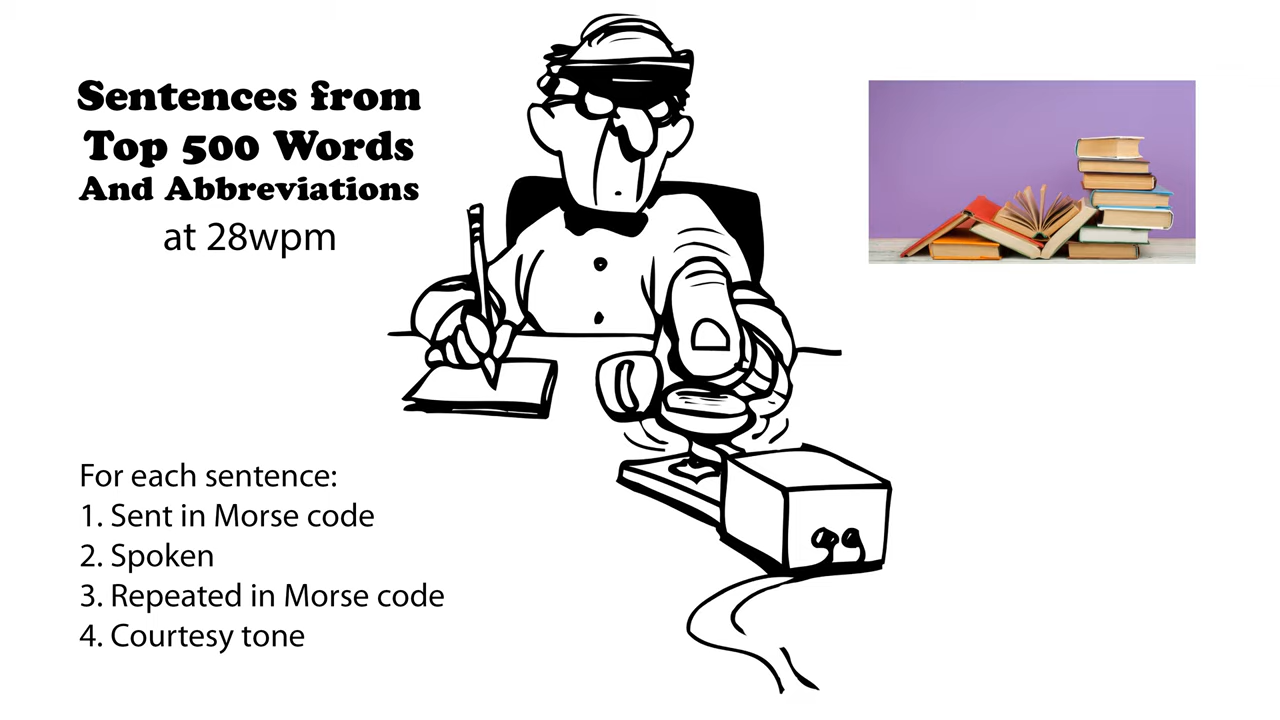 Sentences from
Top 500 Words
And Abbreviations
at 28wpm
For each sentence:
1. Sent in Morse code
2. Spoken
3. Repeated in Morse code
4. Courtesy tone